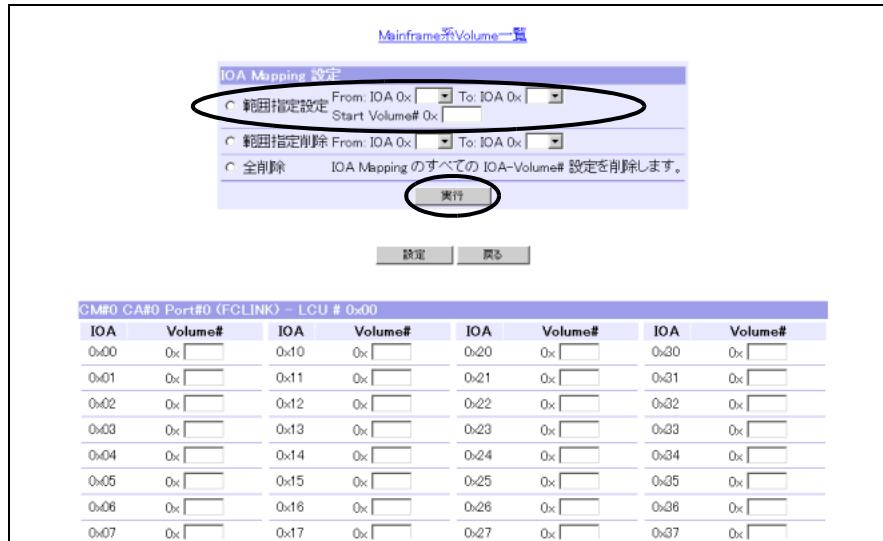 Mainframe系Volume一覧
IOA Mapping 設定
範囲指定設定 From: IOA 0x To: IOA 0x
Start Volume# 0x
範囲指定削除 From: IOA 0x To: IOA 0x
全削除 IOA Mapping のすべての IOA-Volume# 設定を削除します。
実行
設定 戻る
CM#0 CA#0 Port#0 (FCLINK) - LCU # 0x00
IOA Volume# IOA Volume# IOA Volume# IOA Volume#
0x00 0x 0x10 0x 0x20 0x 0x30 0x
0x01 0x 0x11 0x 0x21 0x 0x31 0x
0x02 0x 0x12 0x 0x22 0x 0x32 0x
0x03 0x 0x13 0x 0x23 0x 0x33 0x
0x04 0x 0x14 0x 0x24 0x 0x34 0x
0x05 0x 0x15 0x 0x25 0x 0x35 0x
0x06 0x 0x16 0x 0x26 0x 0x36 0x
0x07 0x 0x17 0x 0x27 0x 0x37 0x